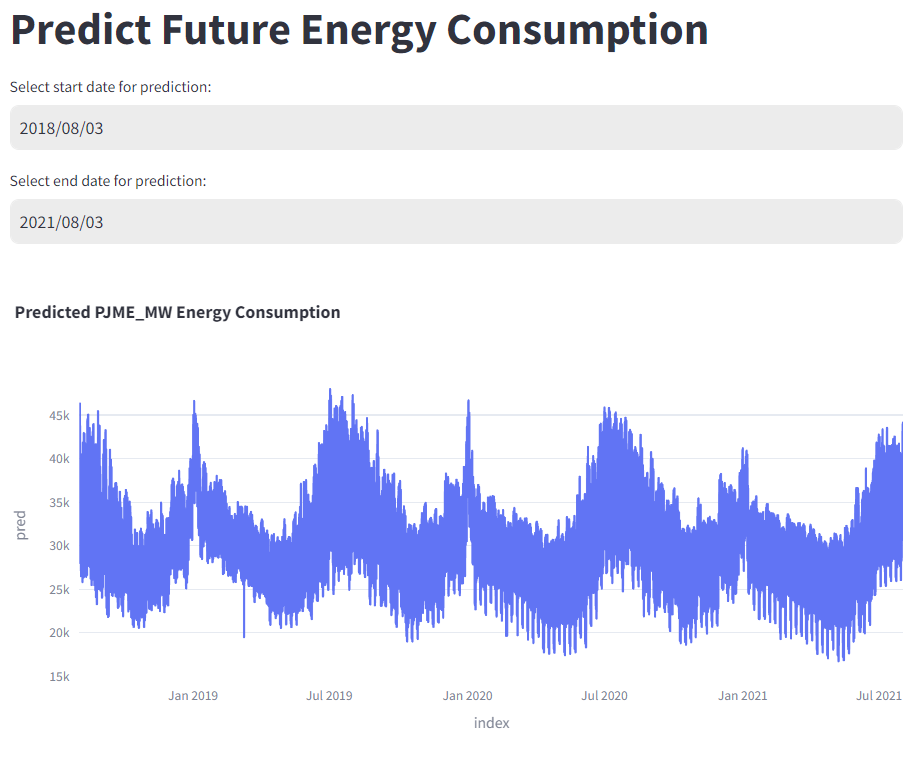 Predict Future Energy Consumption
Select start date for prediction:
2018/08/03
Select end date for prediction:
2021/08/03
Predicted PJME_MW Energy Consumption
45k
40k
35k
30k
25k
20k
15k
pred
Jan 2019
Jul 2019
Jan 2020
Jul 2020
Jan 2021
Jul 2021
index